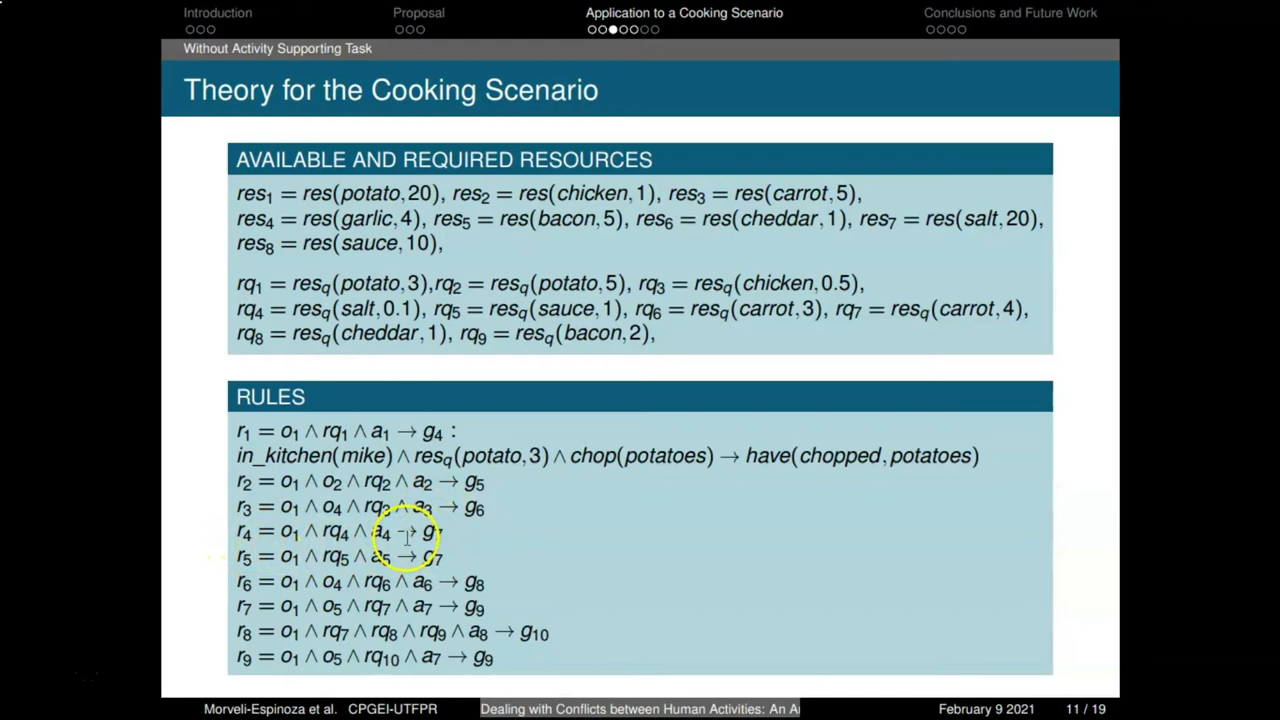 Introduction Proposal Application to a Cooking Scenario Conclusions and Future Work
Without Activity Supporting Task
Theory for the Cooking Scenario
AVAILABLE AND REQUIRED RESOURCES
res₁ = res(potato,20), res₂ = res(chicken,1), res₃ = res(carrot,5),
res₄ = res(garlic,4), res₅ = res(bacon,5), res₆ = res(cheddar,1), res₇ = res(salt,20),
res₈ = res(sauce,10),
rq₁ = res_q(potato,3),rq₂ = res_q(potato,5), rq₃ = res_q(chicken,0.5),
rq₄ = res_q(salt,0.1), rq₅ = res_q(sauce,1), rq₆ = res_q(carrot,3), rq₇ = res_q(carrot,4),
rq₈ = res_q(cheddar,1), rq₉ = res_q(bacon,2),
RULES
r₁ = o₁ ∧ rq₁ ∧ a₁ → g₄ :
in_kitchen(mike) ∧ res_q(potato,3) ∧ chop(potatoes) → have(chopped,potatoes)
r₂ = o₁ ∧ o₂ ∧ rq₂ ∧ a₂ → g₅
r₃ = o₁ ∧ o₄ ∧ rq₃ ∧ a₃ → g₆
r₄ = o₁ ∧ rq₄ ∧ a₄ → g₇
r₅ = o₁ ∧ rq₅ ∧ a₅ → g₇
r₆ = o₁ ∧ o₄ ∧ rq₆ ∧ a₆ → g₈
r₇ = o₁ ∧ o₅ ∧ rq₇ ∧ a₇ → g₉
r₈ = o₁ ∧ rq₇ ∧ rq₈ ∧ rq₉ ∧ a₈ → g₁₀
r₉ = o₁ ∧ o₅ ∧ rq₁₀ ∧ a₇ → g₉
Morveli-Espinoza et al. CPGEI-UTFPR Dealing with Conflicts between Human Activities: An A February 9 2021 11 / 19